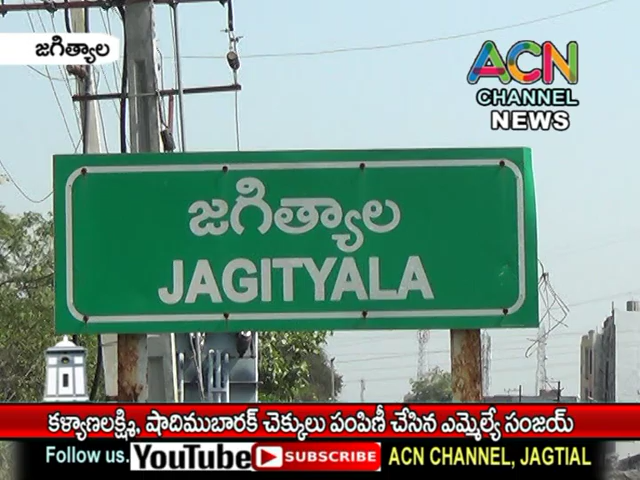 జగిత్యాల
ACN
CHANNEL
NEWS
జగిత్యాల
JAGITYALA
కళ్యాణలక్ష్మి, షాదిముబారక్ చెక్కులు పంపిణీ చేసిన ఎమ్మెల్యే సంజయ్
Follow us. YouTube SUBSCRIBE ACN CHANNEL, JAGTIAL